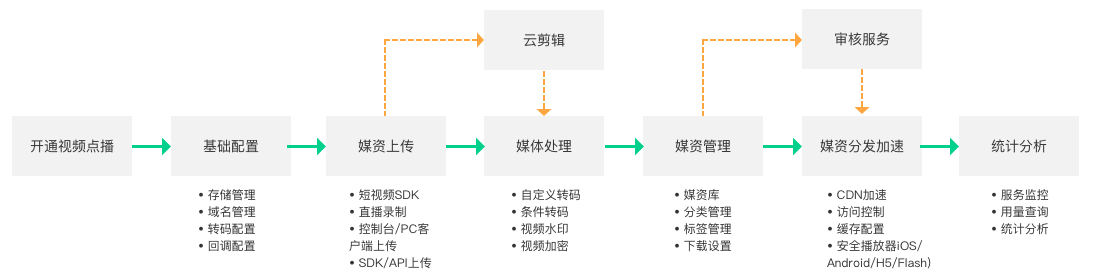 云剪辑
审核服务
开通视频点播
基础配置
媒资上传
媒体处理
媒资管理
媒资分发加速
统计分析
• 存储管理
• 域名管理
• 转码配置
• 回调配置
• 短视频SDK
• 直播录制
• 控制台/PC客
户端上传
• SDK/API上传
• 自定义转码
• 条件转码
• 视频水印
• 视频加密
• 媒资库
• 分类管理
• 标签管理
• 下载设置
• CDN加速
• 访问控制
• 缓存配置
• 安全播放器iOS/
Android/H5/Flash)
• 服务监控
• 用量查询
• 统计分析